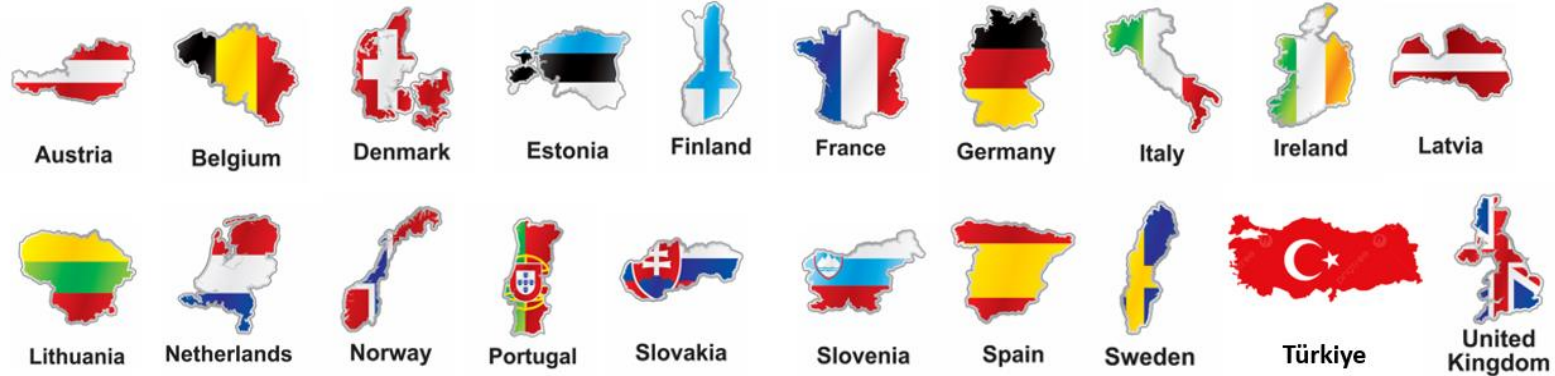 Austria
Belgium
Denmark
Estonia
Finland
France
Germany
Italy
Ireland
Latvia
Lithuania
Netherlands
Norway
Portugal
Slovakia
Slovenia
Spain
Sweden
Türkiye
United
Kingdom